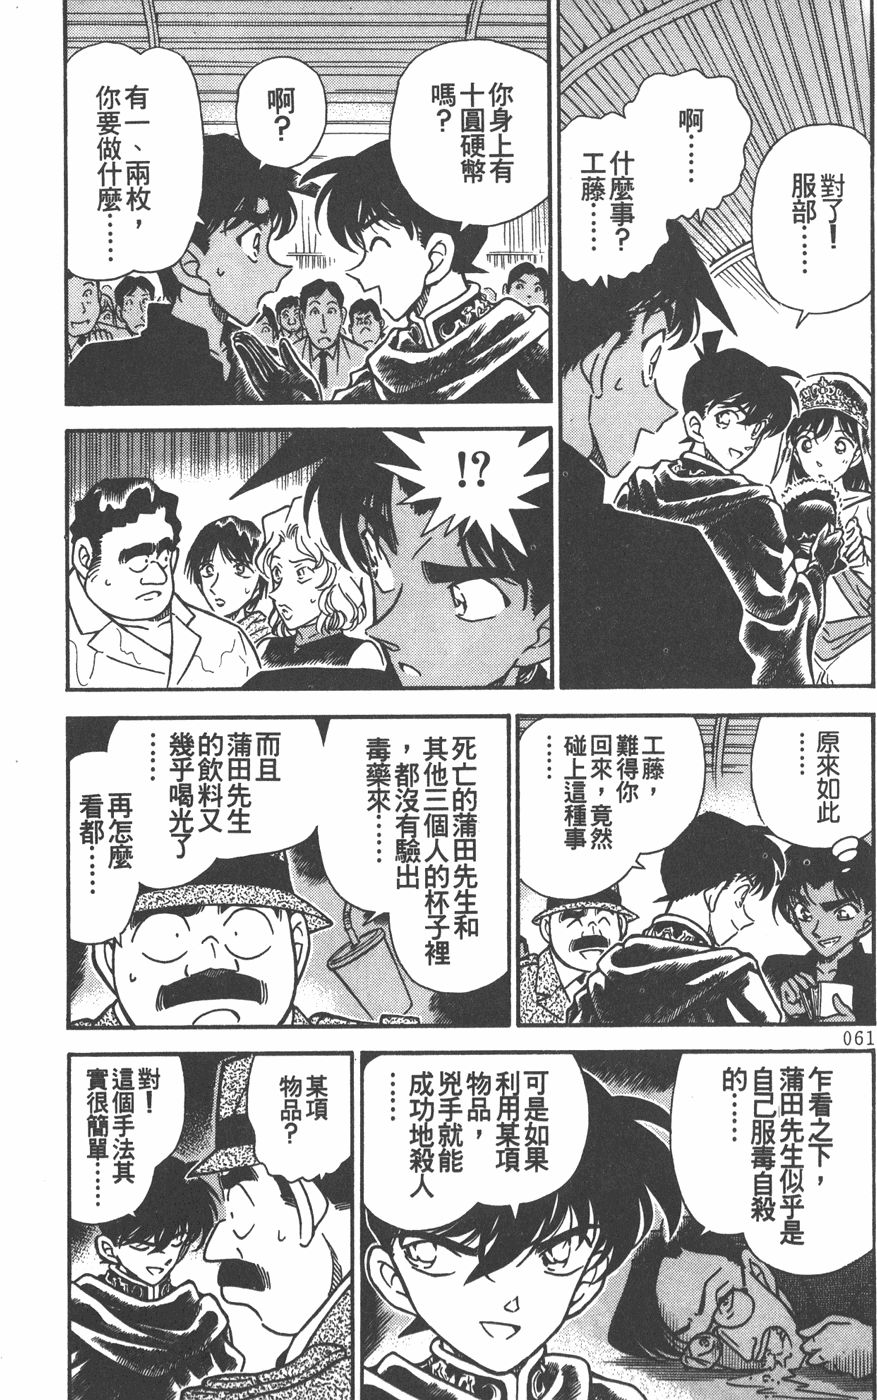 對了！
服部……
啊……
什麼事？
工藤……
你身上有
十圓硬幣
嗎？
啊？
有一、兩枚，
你要做什麼……
!?
原來如此
……
工藤，
難得你
回來，竟然
碰上這種事
……
死亡的蒲田先生和
其他三個人的杯子裡
，都沒有驗出
毒藥來……
而且
蒲田先生
的飲料又
幾乎喝光了
……
再怎麼
看都……
061
乍看之下，
蒲田先生似乎是
自己服毒自殺
的……
可是如果
利用某項
物品，
兇手就能
成功地殺人
……
某項
物品？
對！
這個手法其
實很簡單……